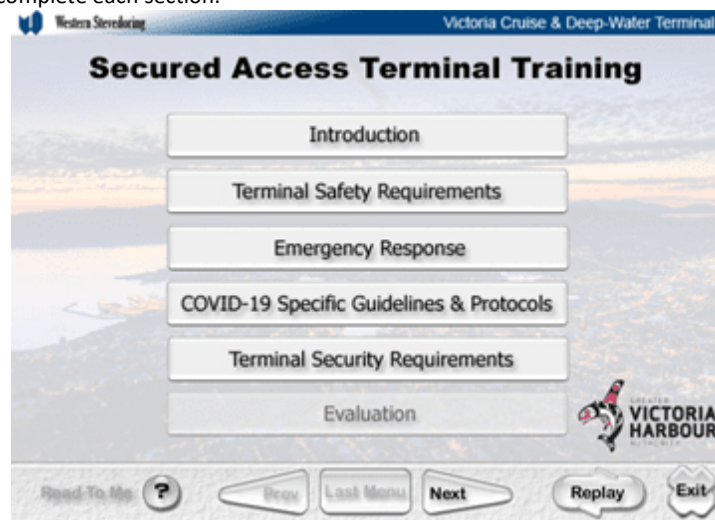 complete each section.
Western Stevedoring
Victoria Cruise & Deep-Water Terminal
Secured Access Terminal Training
Introduction
Terminal Safety Requirements
Emergency Response
COVID-19 Specific Guidelines & Protocols
Terminal Security Requirements
Evaluation
GREATER
VICTORIA
HARBOUR
AUTHORITY
Read To Me ? Prev Last Menu Next Replay Exit